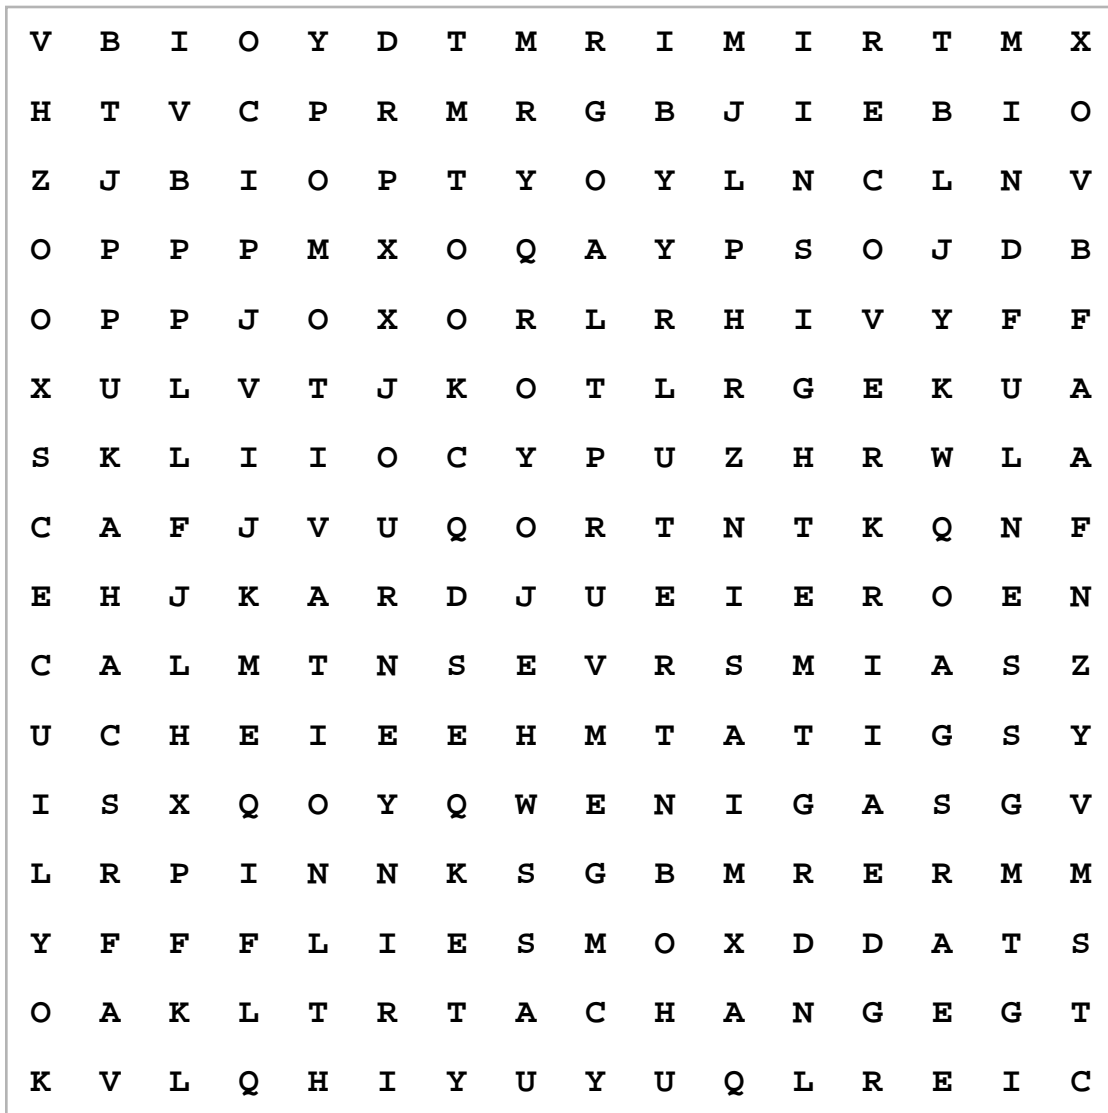 V B I O Y D T M R I M I R T M X
H T V C P R M R G B J I E B I O
Z J B I O P T Y O Y L N C L N V
O P P P M X O Q A Y P S O J D B
O P P J O X O R L R H I V Y F F
X U L V T J K O T L R G E K U A
S K L I I O C Y P U Z H R W L A
C A F J V U Q O R T N T K Q N F
E H J K A R D J U E I E R O E N
C A L M T N S E V R S M I A S Z
U C H E I E E H M T A T I G S Y
I S X Q O Y Q W E N I G A S G V
L R P I N N K S G B M R E R M M
Y F F F L I E S M O X D D A T S
O A K L T R T A C H A N G E G T
K V L Q H I Y U Y U Q L R E I C